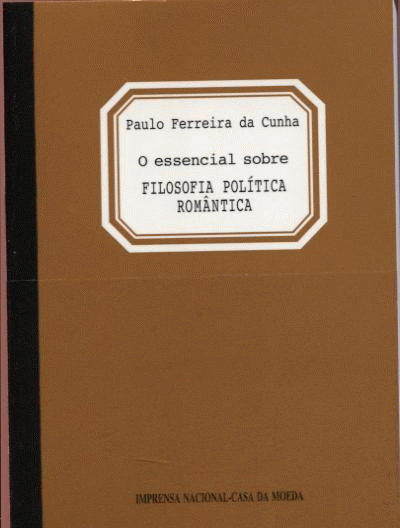 Paulo Ferreira da Cunha
O essencial sobre
FILOSOFIA POLÍTICA
ROMÂNTICA
IMPRENSA NACIONAL-CASA DA MOEDA